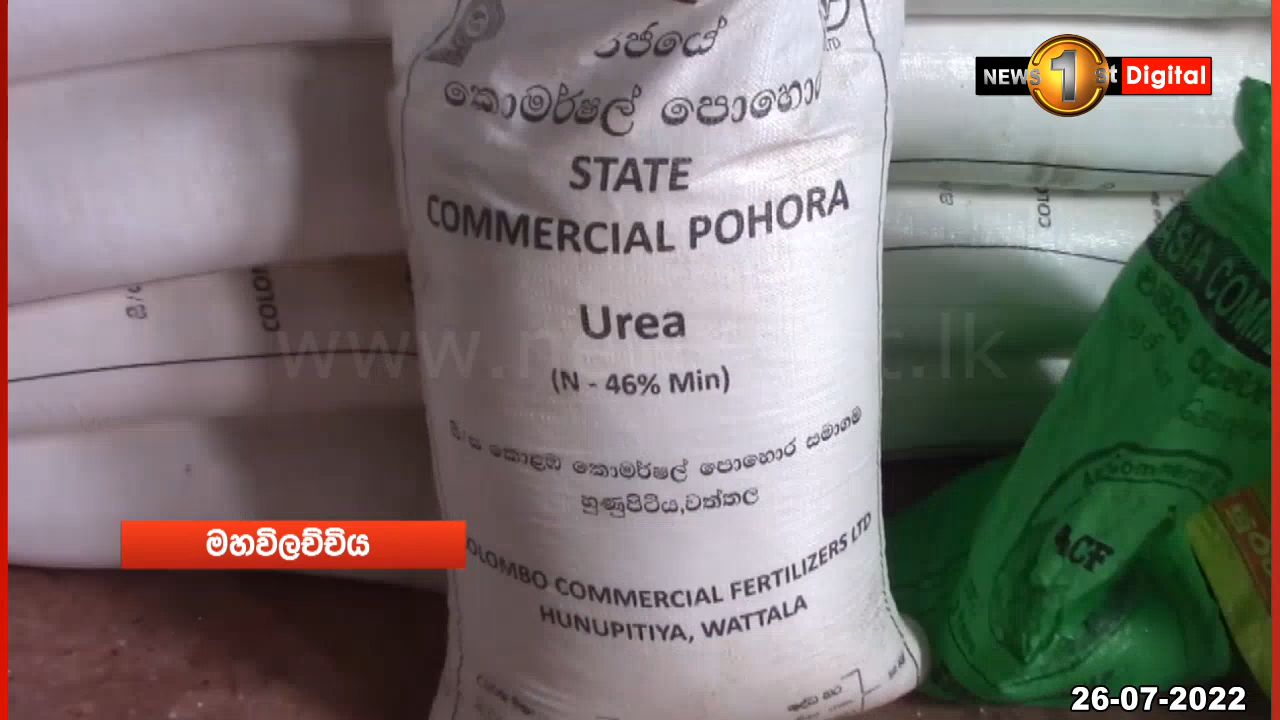 NEWS 1st Digital
රජයේ
කොමර්ෂල් පොහොර
STATE
COMMERCIAL POHORA
Urea
(N - 46% Min)
සී/ස කොළඹ කොමර්ෂල් පොහොර සමාගම
හුණුපිටිය,වත්තල
COLOMBO COMMERCIAL FERTILIZERS LTD
HUNUPITIYA, WATTALA
මහවිලච්චිය
ACF
26-07-2022